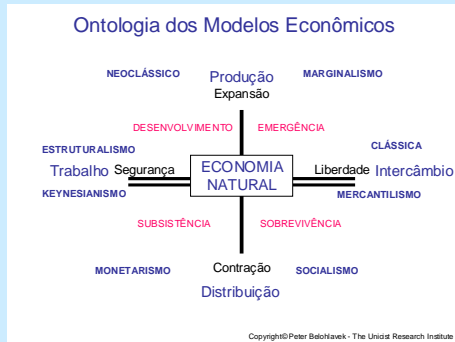 Ontologia dos Modelos Econômicos
NEOCLÁSSICO Produção MARGINALISMO
Expansão
DESENVOLVIMENTO EMERGÊNCIA
ESTRUTURALISMO CLÁSSICA
Trabalho Segurança ECONOMIA NATURAL Liberdade Intercâmbio
KEYNESIANISMO MERCANTILISMO
SUBSISTÊNCIA SOBREVIVÊNCIA
MONETARISMO Contração SOCIALISMO
Distribuição
Copyright©Peter Belohlavek - The Unicist Research Institute